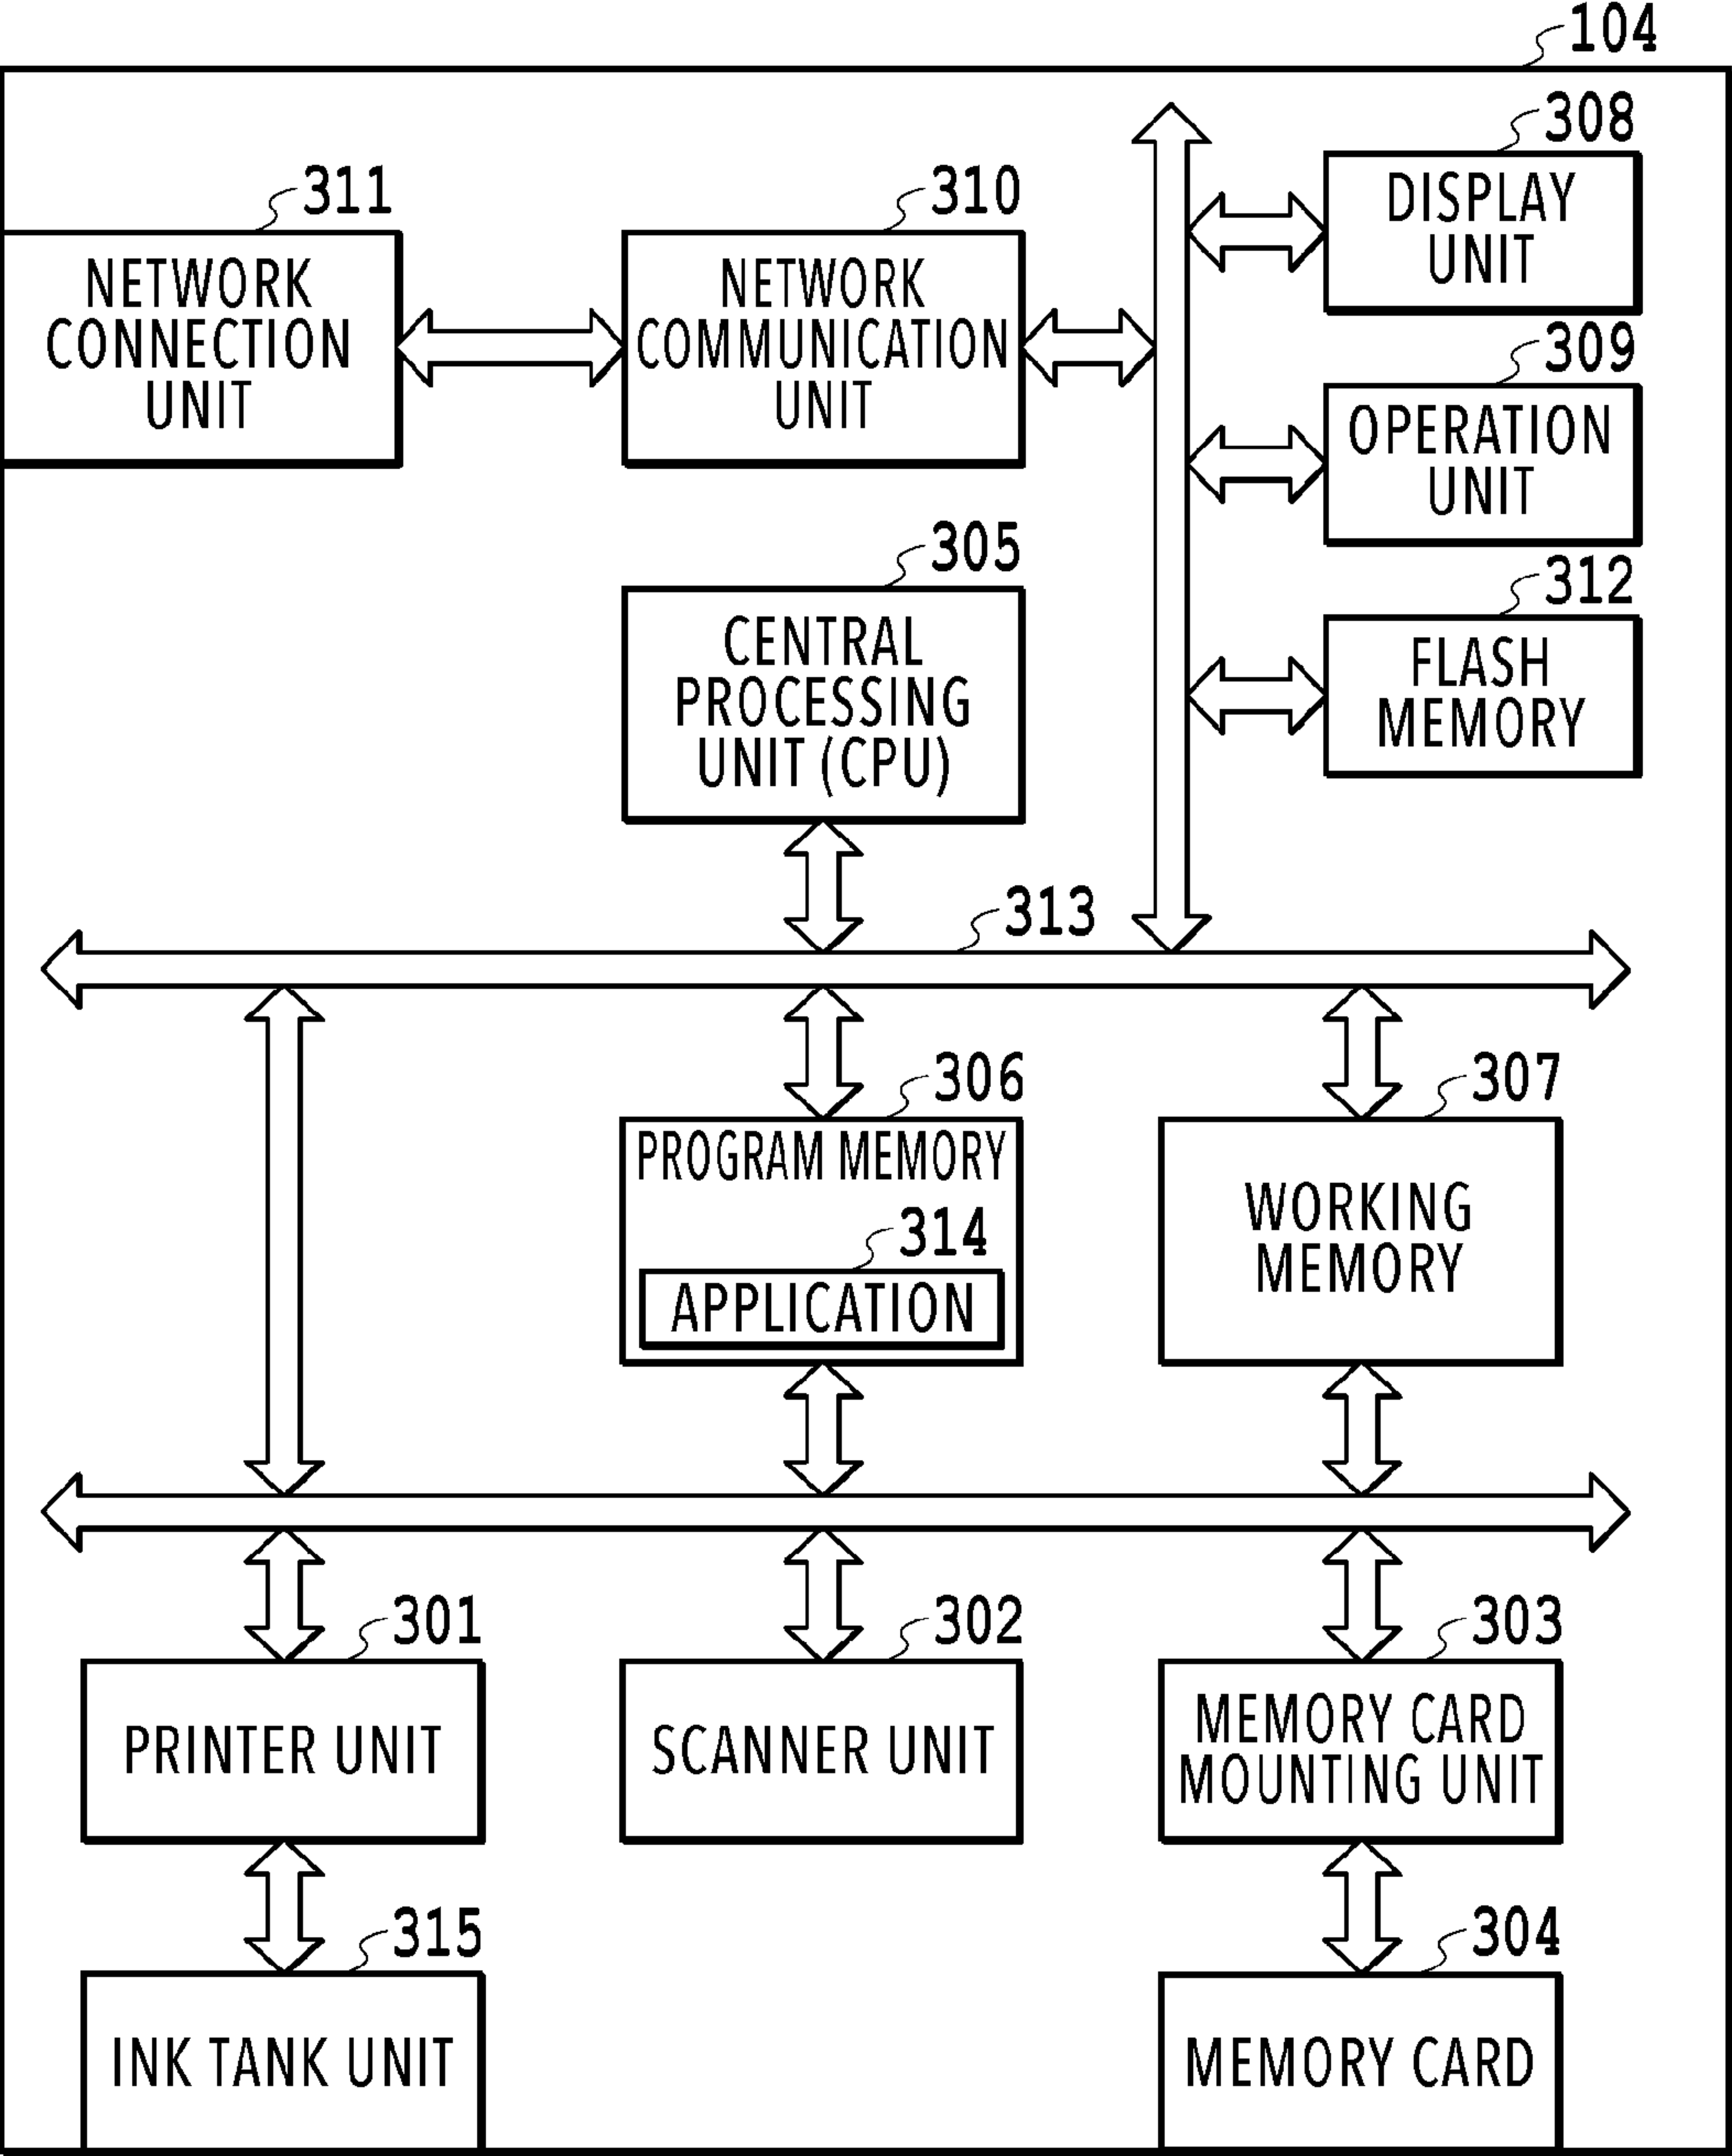 104
308
DISPLAY
UNIT
311
NETWORK
CONNECTION
UNIT
310
NETWORK
COMMUNICATION
UNIT
309
OPERATION
UNIT
305
CENTRAL
PROCESSING
UNIT (CPU)
312
FLASH
MEMORY
313
306
PROGRAM MEMORY
314
APPLICATION
307
WORKING
MEMORY
301
PRINTER UNIT
302
SCANNER UNIT
303
MEMORY CARD
MOUNTING UNIT
315
INK TANK UNIT
304
MEMORY CARD